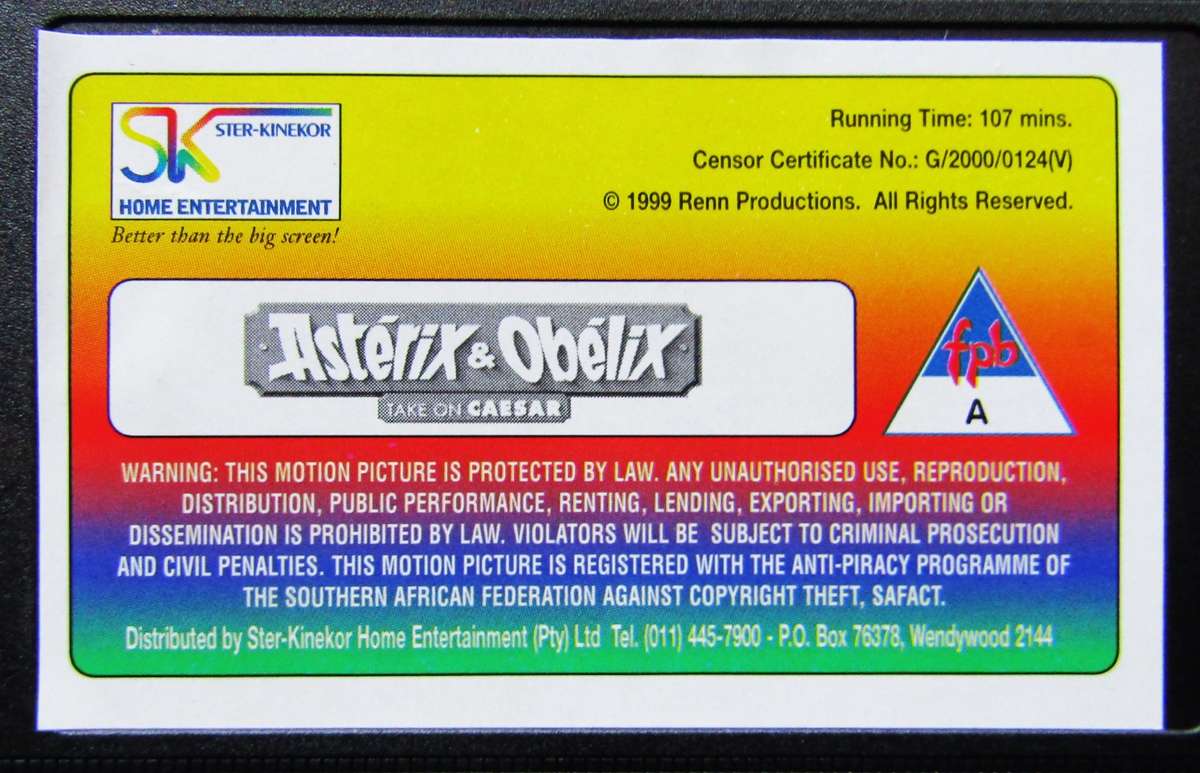 SK STER-KINEKOR
HOME ENTERTAINMENT
Better than the big screen!
Running Time: 107 mins.
Censor Certificate No.: G/2000/0124(V)
© 1999 Renn Productions. All Rights Reserved.
Astérix & Obélix
TAKE ON CAESAR
fpb
A
WARNING: THIS MOTION PICTURE IS PROTECTED BY LAW. ANY UNAUTHORISED USE, REPRODUCTION,
DISTRIBUTION, PUBLIC PERFORMANCE, RENTING, LENDING, EXPORTING, IMPORTING OR
DISSEMINATION IS PROHIBITED BY LAW. VIOLATORS WILL BE SUBJECT TO CRIMINAL PROSECUTION
AND CIVIL PENALTIES. THIS MOTION PICTURE IS REGISTERED WITH THE ANTI-PIRACY PROGRAMME OF
THE SOUTHERN AFRICAN FEDERATION AGAINST COPYRIGHT THEFT, SAFACT.
Distributed by Ster-Kinekor Home Entertainment (Pty) Ltd Tel. (011) 445-7900 - P.O. Box 76378, Wendywood 2144